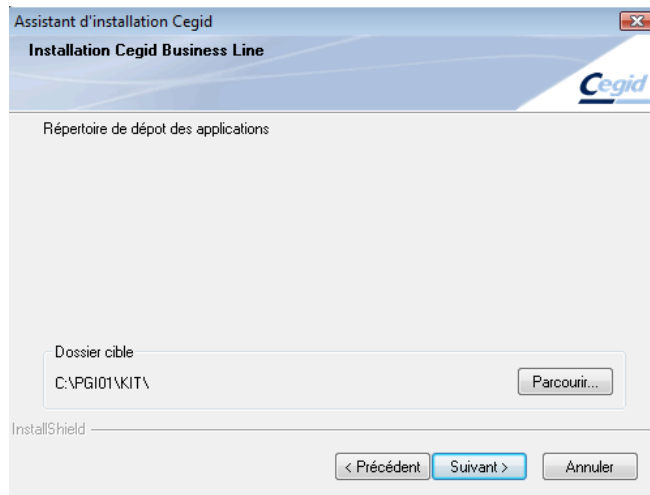 Assistant d'installation Cegid
Installation Cegid Business Line
Cegid
Répertoire de dépot des applications
Dossier cible
C:\PGI01\KIT\
Parcourir...
InstallShield
< Précédent
Suivant >
Annuler